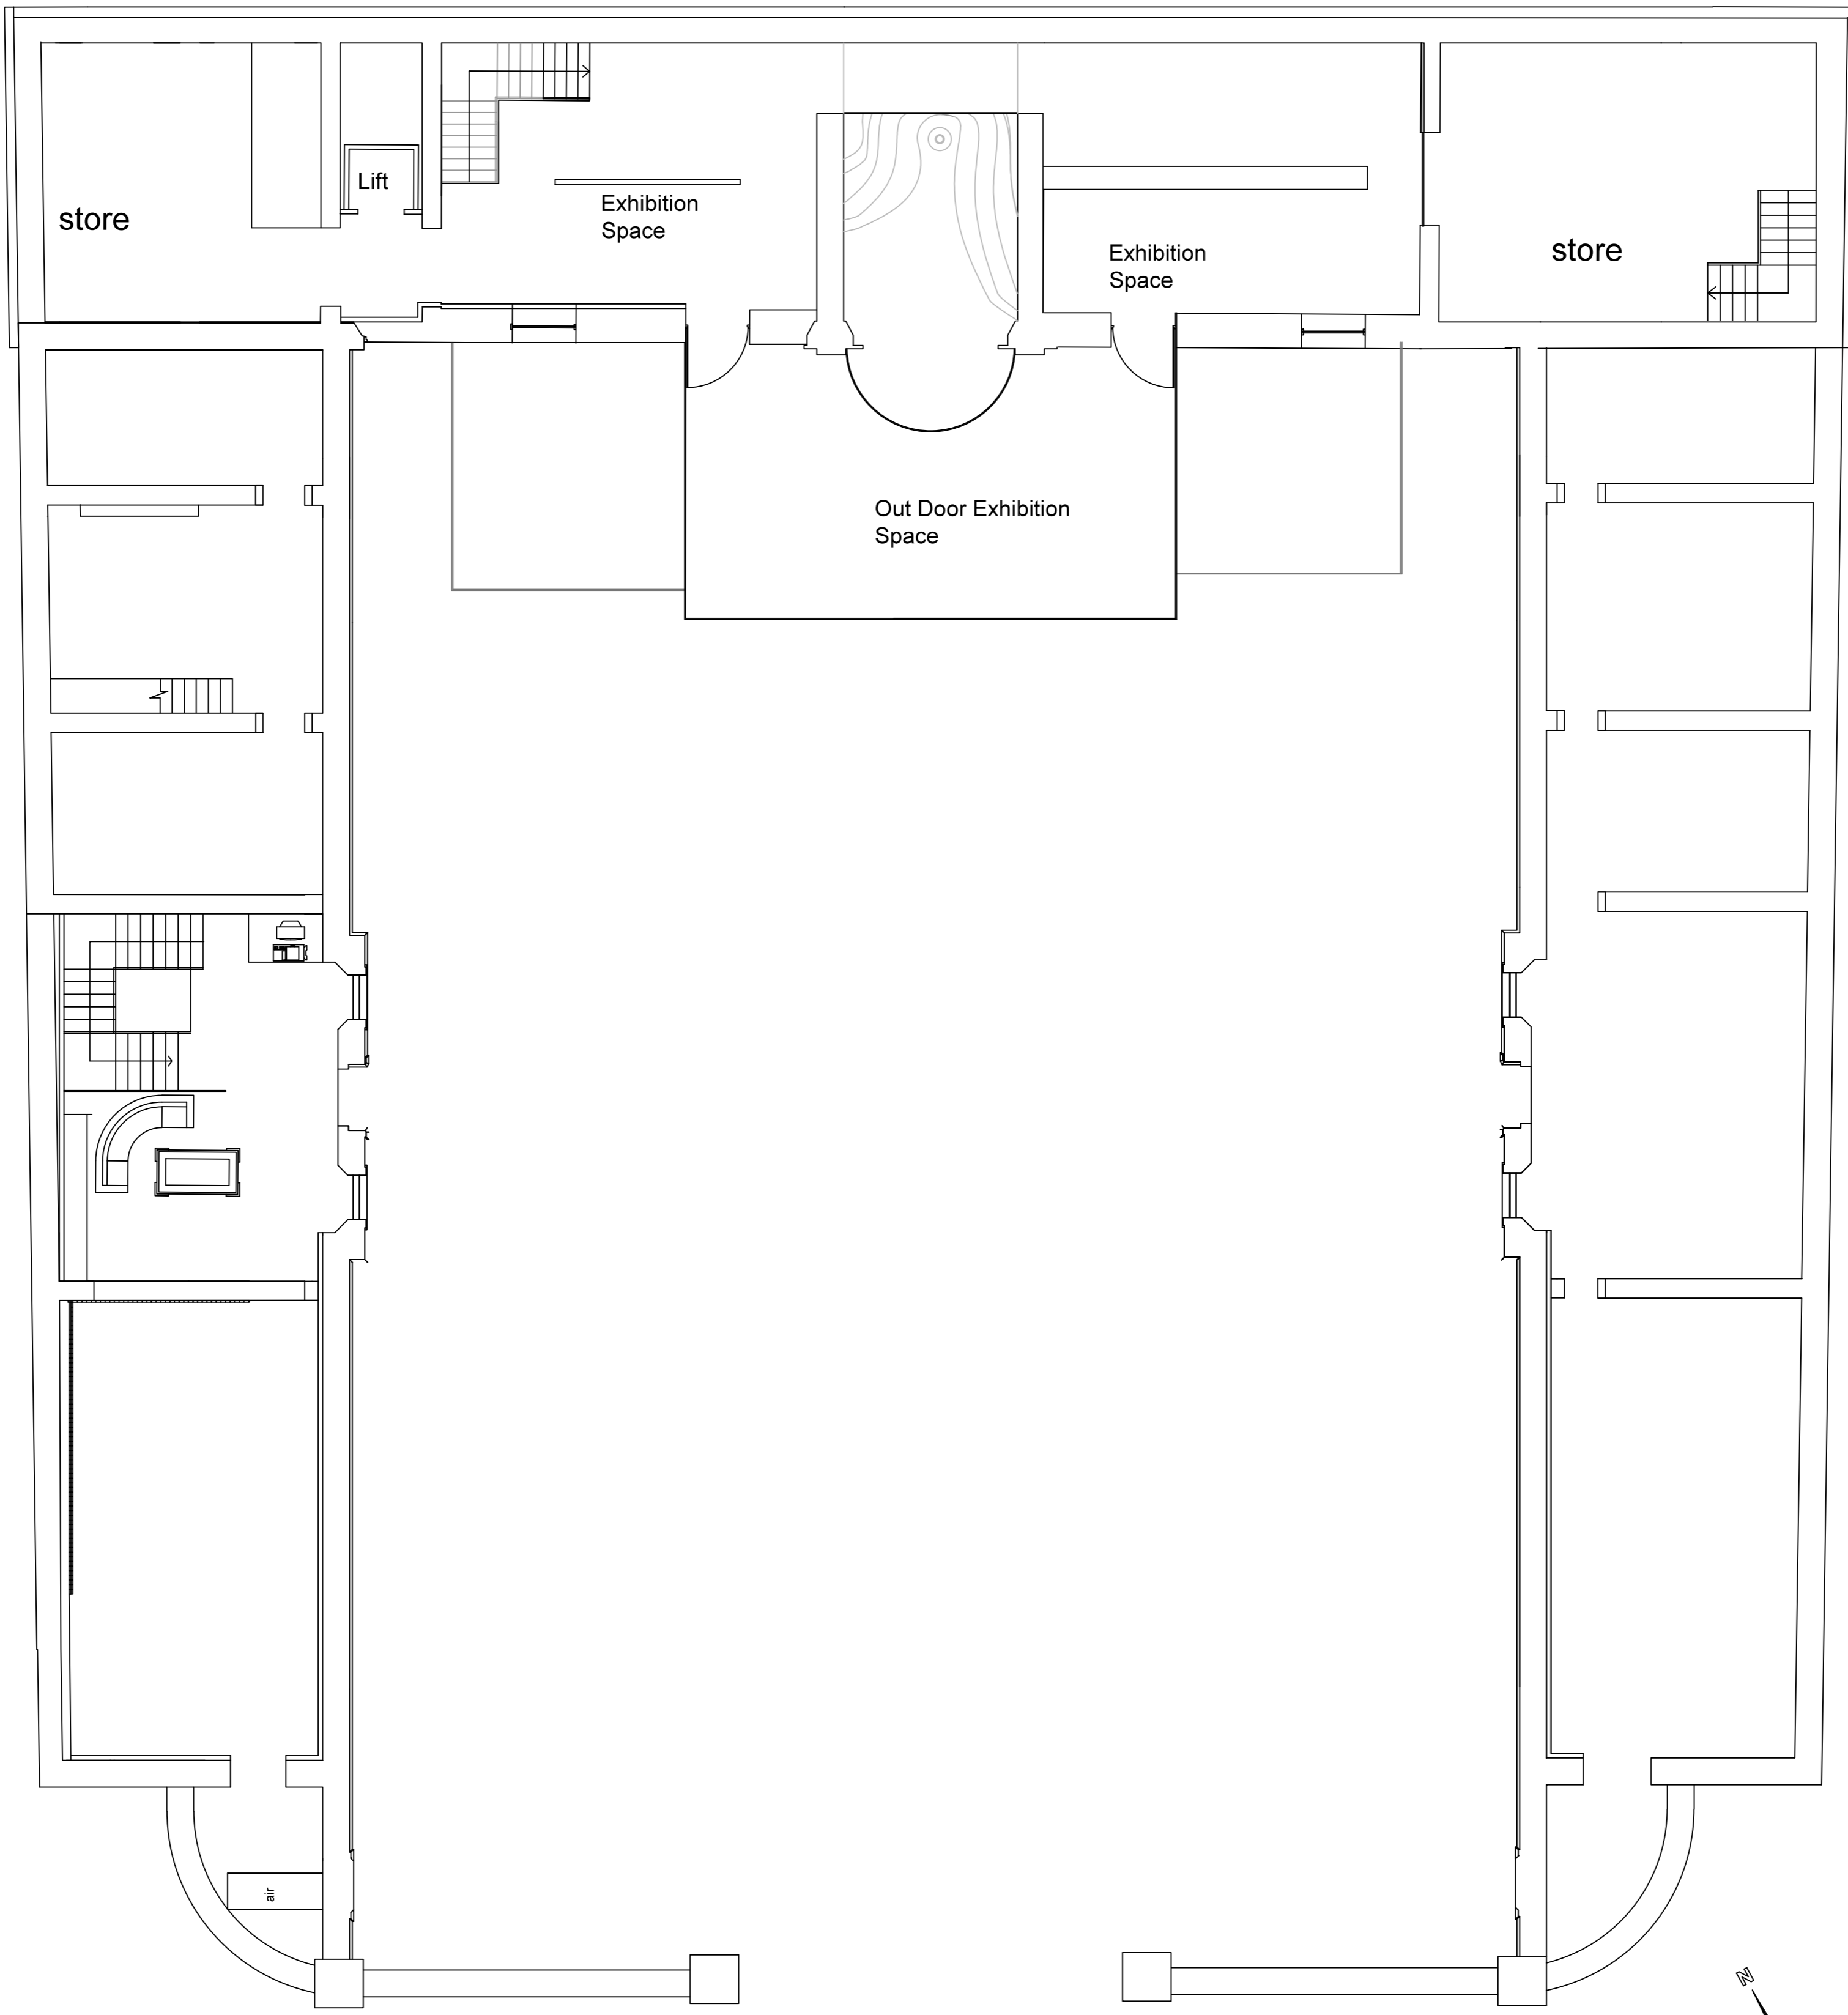 Lift
store
Exhibition
Space
Exhibition
Space
store
Out Door Exhibition
Space
air
N